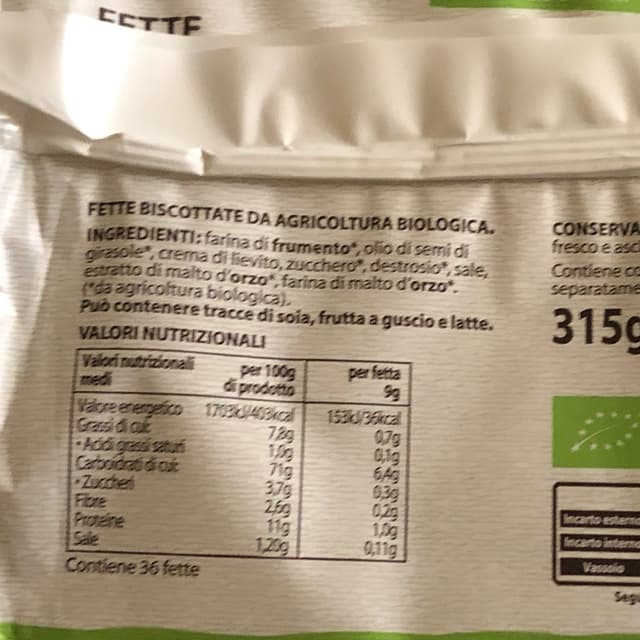 FETTE
FETTE BISCOTTATE DA AGRICOLTURA BIOLOGICA.
INGREDIENTI: farina di frumento*, olio di semi di
girasole*, crema di lievito, zucchero*, destrosio*, sale,
estratto di malto d'orzo*, farina di malto d'orzo*.
(*da agricoltura biologica).
Può contenere tracce di soia, frutta a guscio e latte.
VALORI NUTRIZIONALI
Valori nutrizionali medi per 100g di prodotto per fetta 9g
Valore energetico 1703kJ/403kcal 153kJ/36kcal
Grassi di cui: 7,8g 0,7g
• Acidi grassi saturi 1,0g 0,1g
Carboidrati di cui: 71g 6,4g
• Zuccheri 3,7g 0,3g
Fibre 2,6g 0,2g
Proteine 11g 1,0g
Sale 1,20g 0,11g
Contiene 36 fette
CONSERVA
fresco e asc
Contiene co
separatame
315g
Incarto esterno
Incarto interno
Vassoio
Segu